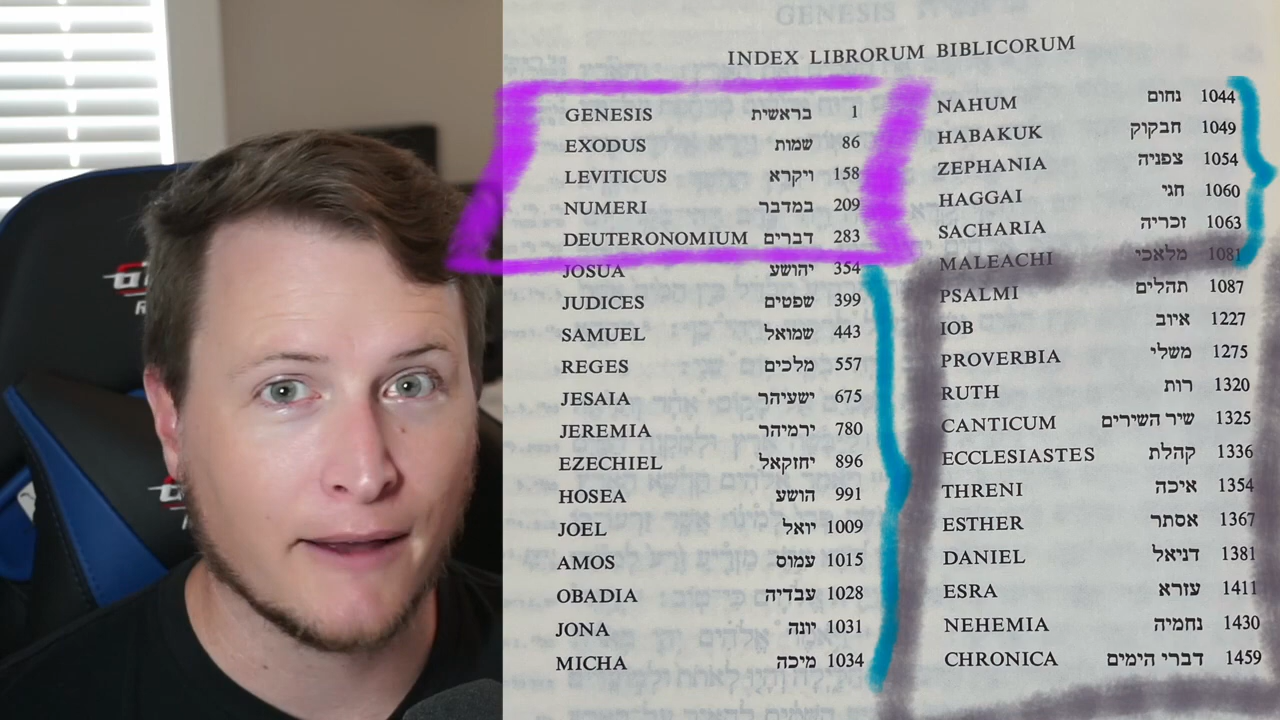 GENESIS
INDEX LIBRORUM BIBLICORUM
GENESIS בראשית 1
EXODUS שמות 86
LEVITICUS ויקרא 158
NUMERI במדבר 209
DEUTERONOMIUM דברים 283
JOSUA יהושע 354
JUDICES שפטים 399
SAMUEL שמואל 443
REGES מלכים 557
JESAIA ישעיהו 675
JEREMIA ירמיהו 780
EZECHIEL יחזקאל 896
HOSEA הושע 991
JOEL יואל 1009
AMOS עמוס 1015
OBADIA עבדיה 1028
JONA יונה 1031
MICHA מיכה 1034
NAHUM נחום 1044
HABAKUK חבקוק 1049
ZEPHANIA צפניה 1054
HAGGAI חגי 1060
SACHARIA זכריה 1063
MALEACHI מלאכי 1081
PSALMI תהלים 1087
IOB איוב 1227
PROVERBIA משלי 1275
RUTH רות 1320
CANTICUM שיר השירים 1325
ECCLESIASTES קהלת 1336
THRENI איכה 1354
ESTHER אסתר 1367
DANIEL דניאל 1381
ESRA עזרא 1411
NEHEMIA נחמיה 1430
CHRONICA דברי הימים 1459